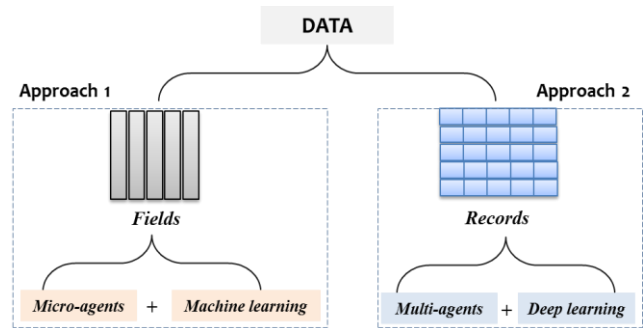 DATA
Approach 1
Approach 2
Fields
Records
Micro-agents + Machine learning
Multi-agents + Deep learning